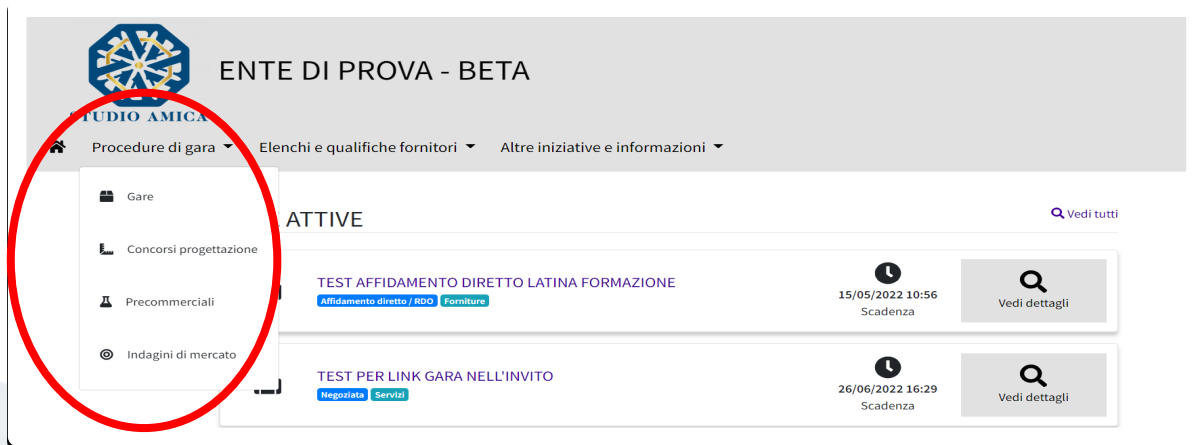 ENTE DI PROVA - BETA
STUDIO AMICA
Procedure di gara Elenchi e qualifiche fornitori Altre iniziative e informazioni
Gare
Concorsi progettazione
Precommerciali
Indagini di mercato
ATTIVE
Vedi tutti
TEST AFFIDAMENTO DIRETTO LATINA FORMAZIONE
Affidamento diretto / RDO Forniture
15/05/2022 10:56
Scadenza
Vedi dettagli
TEST PER LINK GARA NELL'INVITO
Negoziata Servizi
26/06/2022 16:29
Scadenza
Vedi dettagli